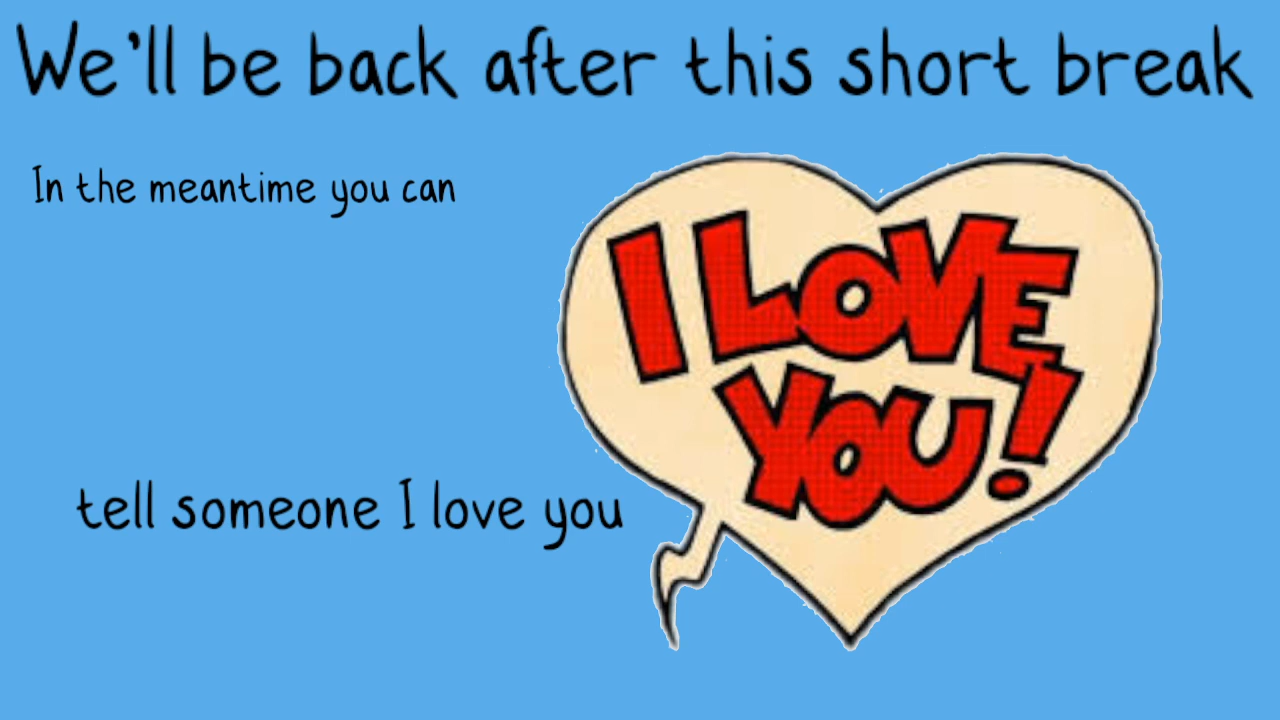 We'll be back after this short break
In the meantime you can
I LOVE
YOU!
tell someone I love you